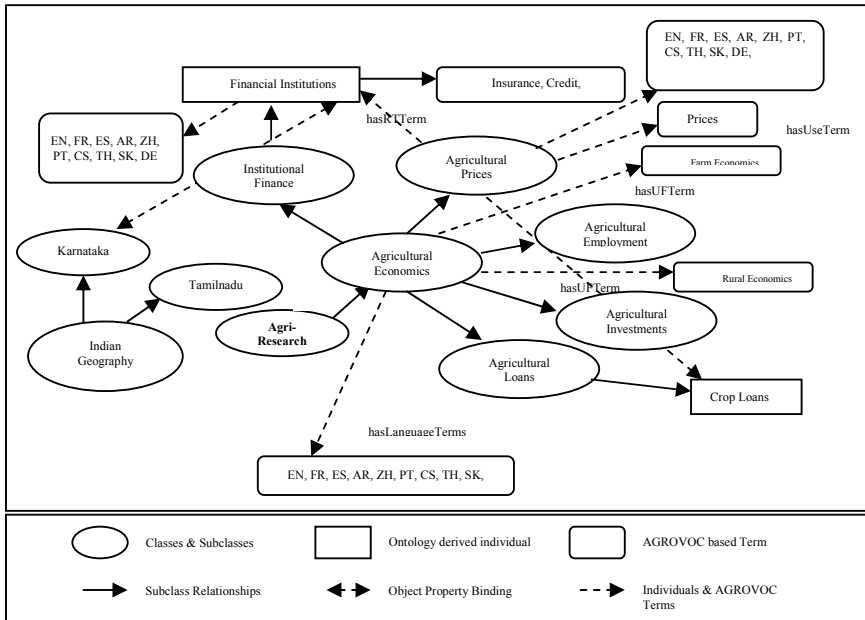 EN, FR, ES, AR, ZH, PT,
CS, TH, SK, DE,
Financial Institutions
Insurance, Credit,
hasRTTerm
Prices
hasUseTerm
EN, FR, ES, AR, ZH,
PT, CS, TH, SK, DE
Institutional
Finance
Agricultural
Prices
Farm Economics
hasUFTerm
Agricultural
Employment
Karnataka
Agricultural
Economics
Tamilnadu
Rural Economics
hasUFTerm
Agri-
Research
Agricultural
Investments
Indian
Geography
Agricultural
Loans
Crop Loans
hasLanguageTerms
EN, FR, ES, AR, ZH, PT, CS, TH, SK,
Classes & Subclasses
Ontology derived individual
AGROVOC based Term
Subclass Relationships
Object Property Binding
Individuals & AGROVOC
Terms